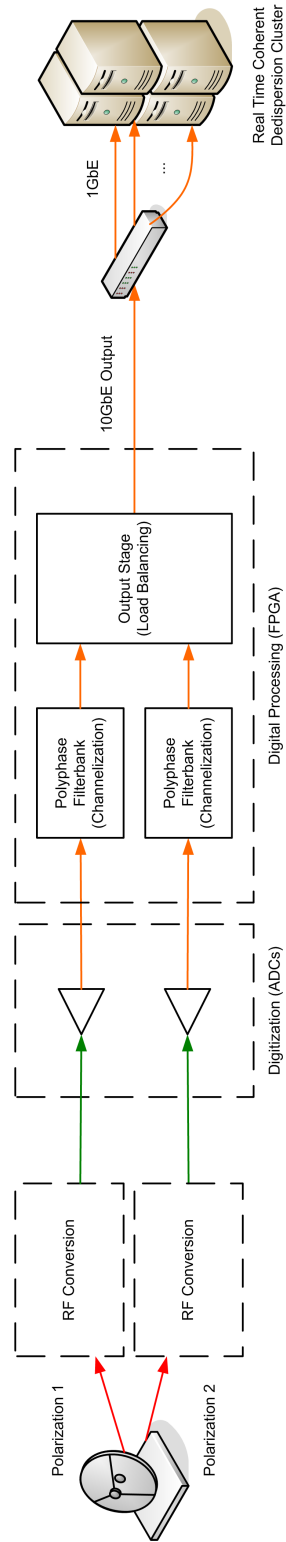 Polarization 1
Polarization 2
RF Conversion
RF Conversion
Digitization (ADCs)
Polyphase
Filterbank
(Channelization)
Polyphase
Filterbank
(Channelization)
Output Stage
(Load Balancing)
Digital Processing (FPGA)
10GbE Output
1GbE
...
Real Time Coherent
Dedispersion Cluster